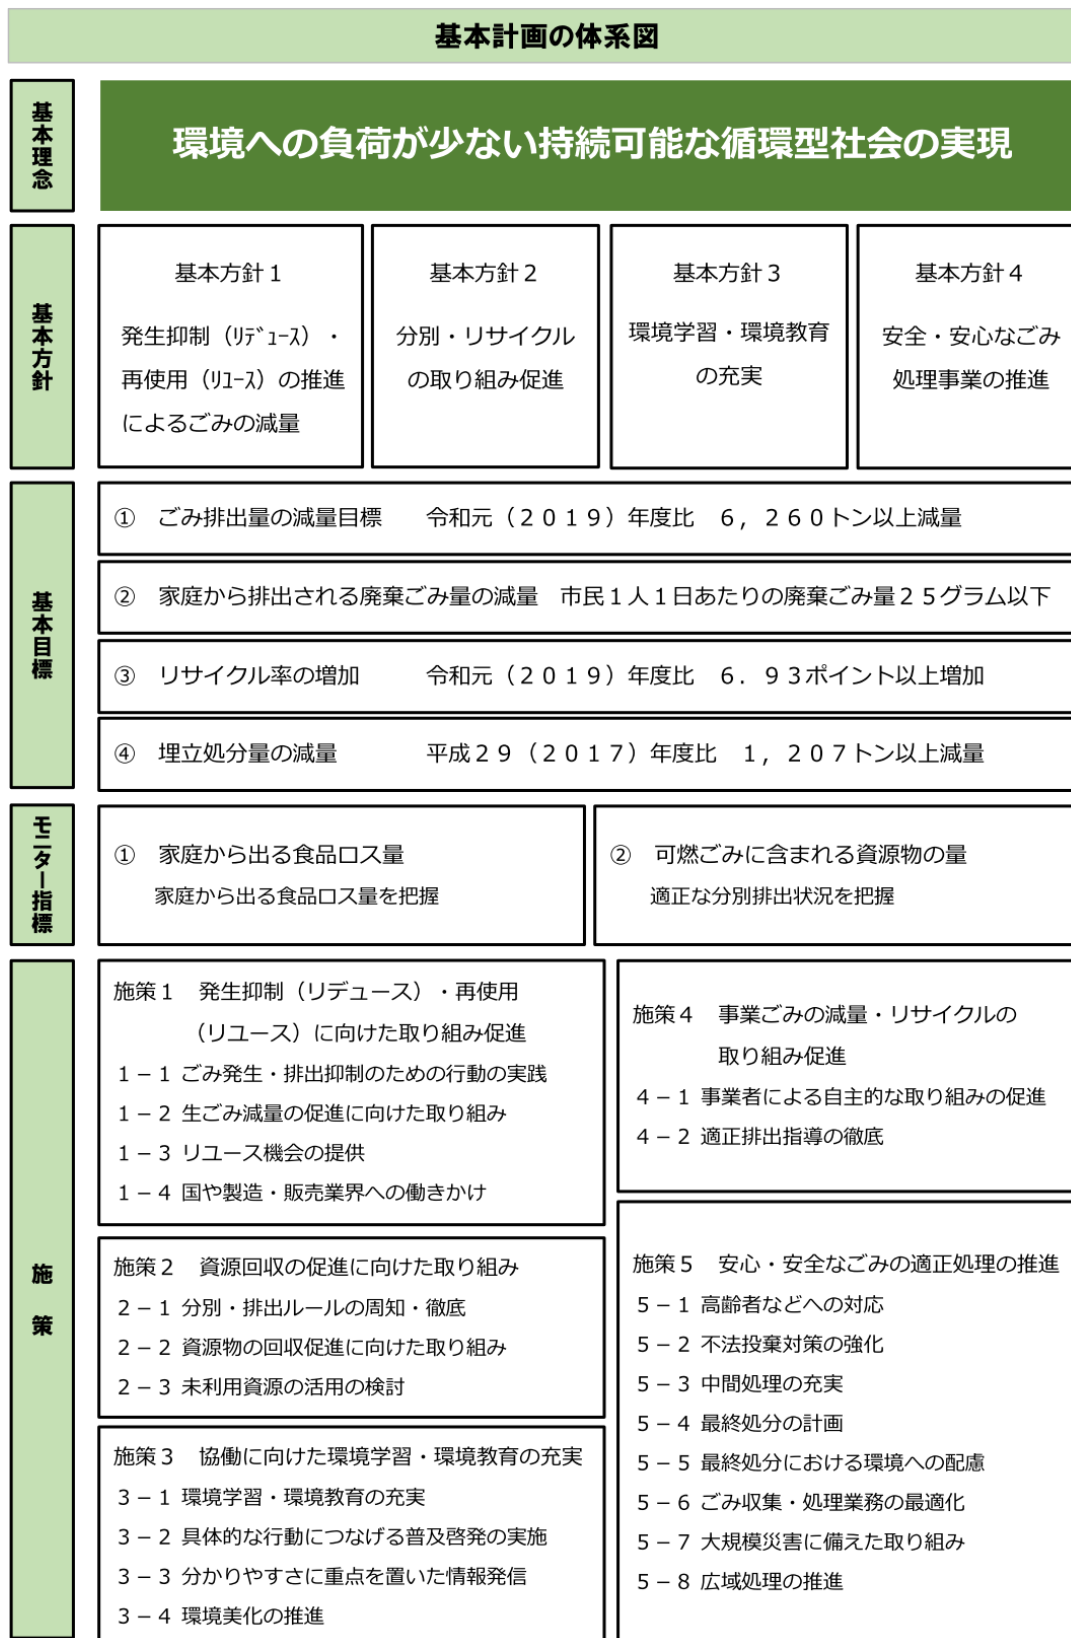 基本計画の体系図
基本理念
環境への負荷が少ない持続可能な循環型社会の実現
基本方針
基本方針１
発生抑制（ﾘﾃﾞｭｰｽ）・
再使用（ﾘﾕｰｽ）の推進
によるごみの減量
基本方針２
分別・リサイクル
の取り組み促進
基本方針３
環境学習・環境教育
の充実
基本方針４
安全・安心なごみ
処理事業の推進
基本目標
①　ごみ排出量の減量目標　　令和元（２０１９）年度比　６，２６０トン以上減量
②　家庭から排出される廃棄ごみ量の減量　市民１人１日あたりの廃棄ごみ量２５グラム以下
③　リサイクル率の増加　　　令和元（２０１９）年度比　６．９３ポイント以上増加
④　埋立処分量の減量　　　　平成２９（２０１７）年度比　１，２０７トン以上減量
モニター指標
①　家庭から出る食品ロス量
家庭から出る食品ロス量を把握
②　可燃ごみに含まれる資源物の量
適正な分別排出状況を把握
施策
施策１　発生抑制（リデュース）・再使用
（リユース）に向けた取り組み促進
１－１ ごみ発生・排出抑制のための行動の実践
１－２ 生ごみ減量の促進に向けた取り組み
１－３ リユース機会の提供
１－４ 国や製造・販売業界への働きかけ
施策２　資源回収の促進に向けた取り組み
２－１ 分別・排出ルールの周知・徹底
２－２ 資源物の回収促進に向けた取り組み
２－３ 未利用資源の活用の検討
施策３　協働に向けた環境学習・環境教育の充実
３－１ 環境学習・環境教育の充実
３－２ 具体的な行動につなげる普及啓発の実施
３－３ 分かりやすさに重点を置いた情報発信
３－４ 環境美化の推進
施策４　事業ごみの減量・リサイクルの
取り組み促進
４－１ 事業者による自主的な取り組みの促進
４－２ 適正排出指導の徹底
施策５　安心・安全なごみの適正処理の推進
５－１ 高齢者などへの対応
５－２ 不法投棄対策の強化
５－３ 中間処理の充実
５－４ 最終処分の計画
５－５ 最終処分における環境への配慮
５－６ ごみ収集・処理業務の最適化
５－７ 大規模災害に備えた取り組み
５－８ 広域処理の推進